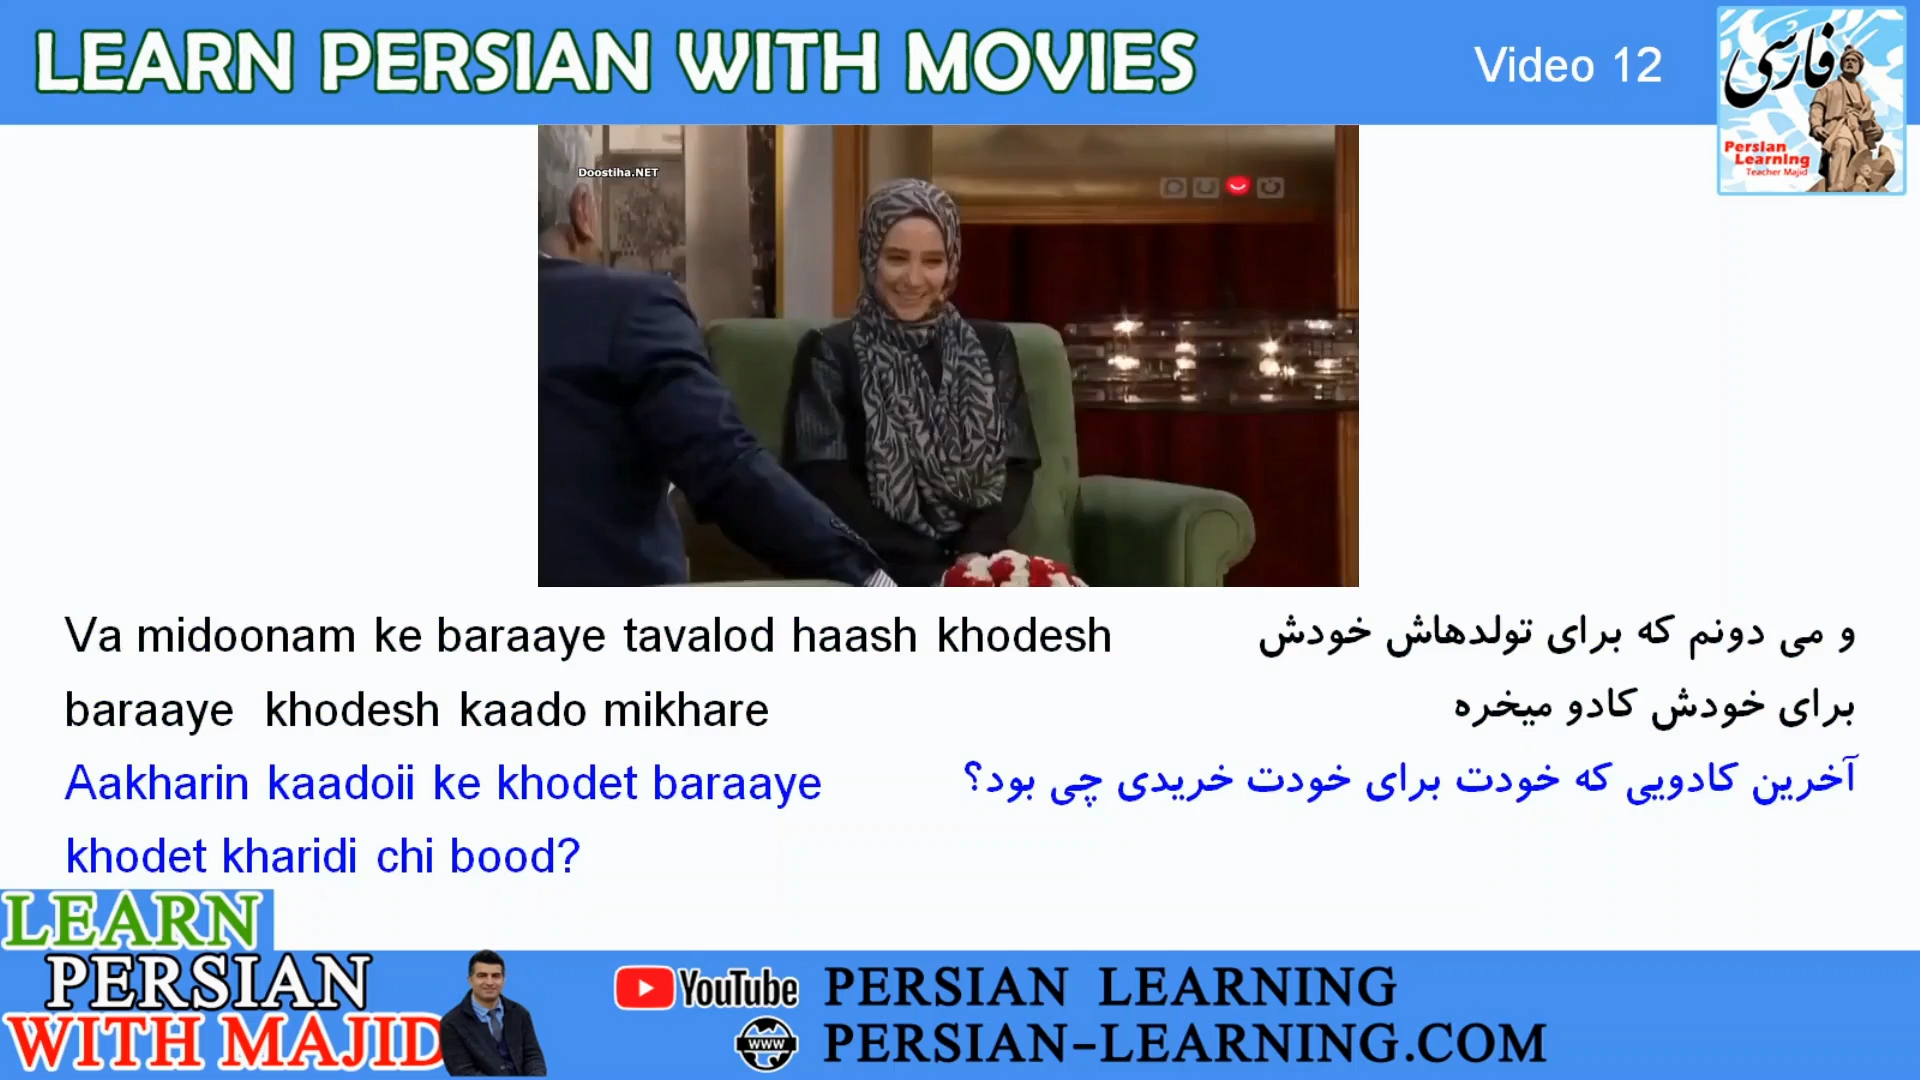 LEARN PERSIAN WITH MOVIES
Video 12
فارسی
Persian
Learning
Teacher Majid
Doostiha.NET
Va midoonam ke baraaye tavalod haash khodesh
و می دونم که برای تولدهاش خودش
baraaye khodesh kaado mikhare
برای خودش کادو میخره
Aakharin kaadoii ke khodet baraaye
آخرین کادویی که خودت برای خودت خریدی چی بود؟
khodet kharidi chi bood?
LEARN
PERSIAN
WITH MAJID
YouTube PERSIAN LEARNING
WWW PERSIAN-LEARNING.COM